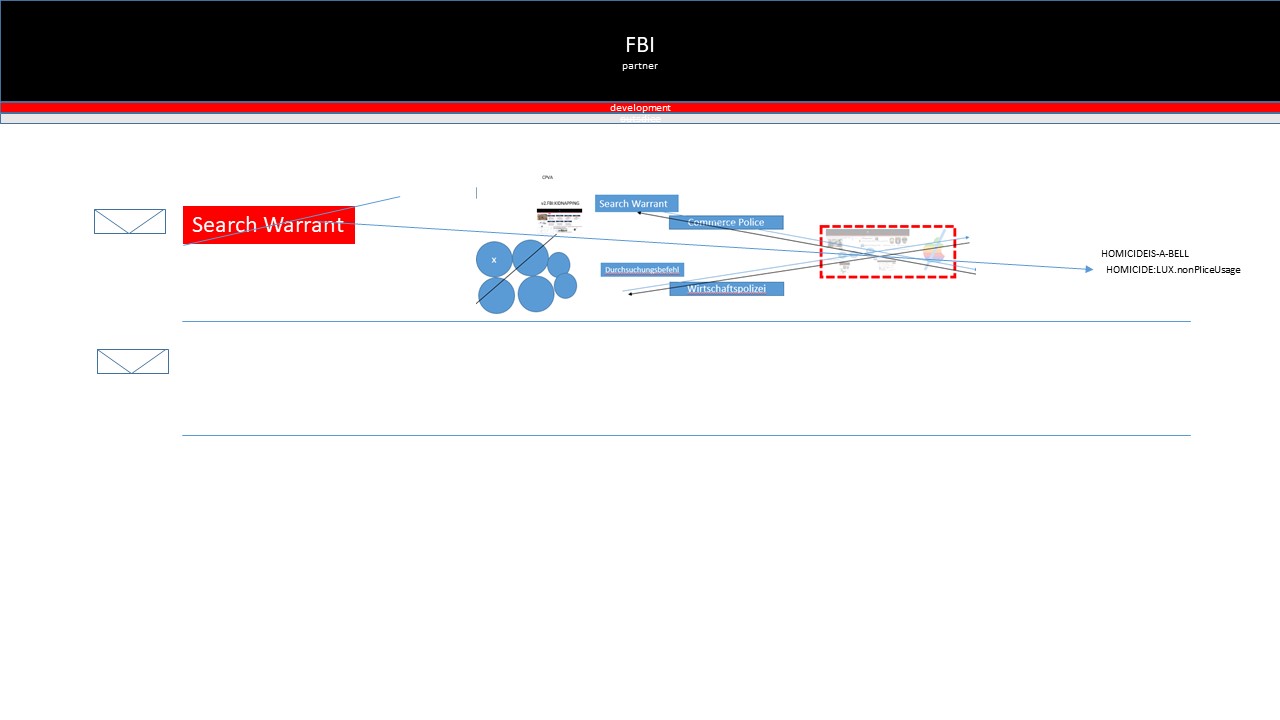 FBI
partner
development
CPVA
v2.FBI.KIDNAPPING
Search Warrant
Search Warrant
Commerce Police
HOMICIDEIS-A-BELL
x
Durchsuchungsbefehl
HOMICIDE:LUX.nonPliceUsage
Wirtschaftspolizei